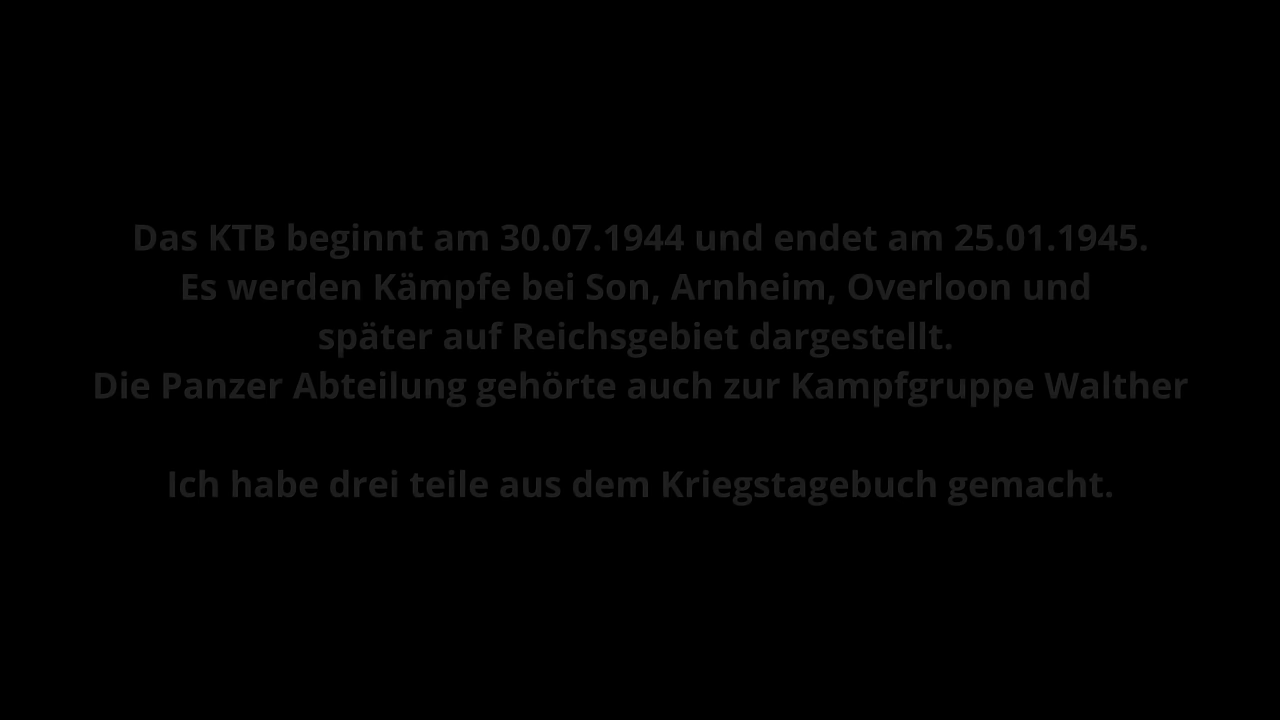 Das KTB beginnt am 30.07.1944 und endet am 25.01.1945.
Es werden Kämpfe bei Son, Arnheim, Overloon und
später auf Reichsgebiet dargestellt.
Die Panzer Abteilung gehörte auch zur Kampfgruppe Walther
Ich habe drei teile aus dem Kriegstagebuch gemacht.